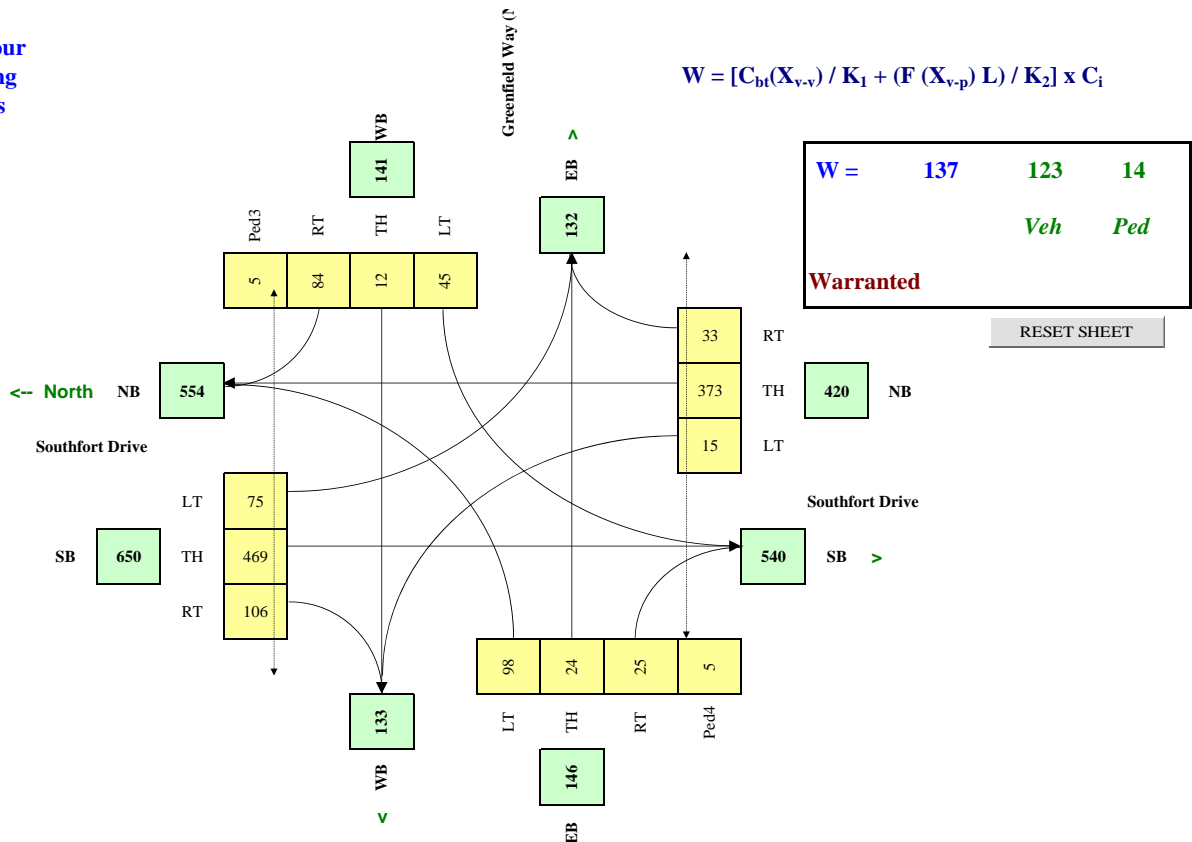 Greenfield Way
W = [Cbt(Xv-v) / K1 + (F (Xv-p) L) / K2] x Ci
WB
141
^
EB
132
W = 137 123 14
Veh Ped
Warranted
RESET SHEET
Ped3 RT TH LT
5 84 12 45
33 RT
373 TH 420 NB
15 LT
<-- North NB 554
Southfort Drive
LT 75
SB 650 TH 469
RT 106
Southfort Drive
540 SB >
98 24 25 5
LT TH RT Ped4
133
WB
v
146
EB